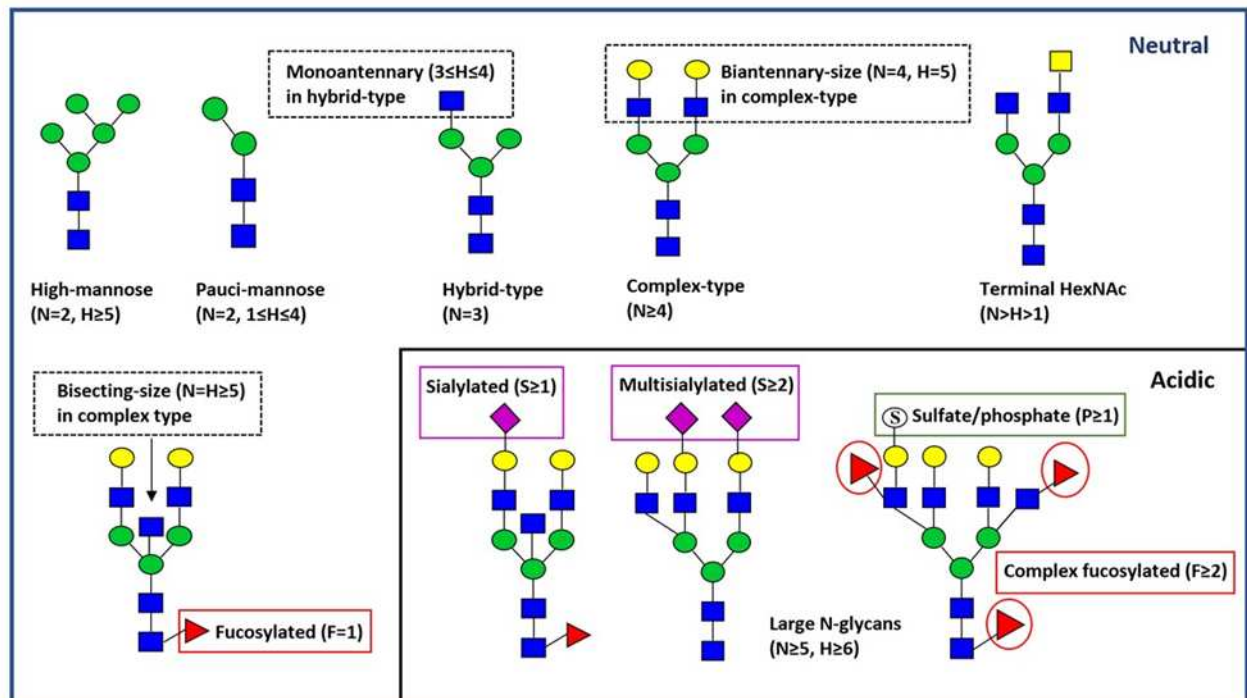 Neutral
Monoantennary (3≤H≤4)
in hybrid-type
Biantennary-size (N=4, H=5)
in complex-type
High-mannose
(N=2, H≥5)
Pauci-mannose
(N=2, 1≤H≤4)
Hybrid-type
(N=3)
Complex-type
(N≥4)
Terminal HexNAc
(N>H>1)
Bisecting-size (N=H≥5)
in complex type
Fucosylated (F=1)
Acidic
Sialylated (S≥1)
Multisialylated (S≥2)
S Sulfate/phosphate (P≥1)
Complex fucosylated (F≥2)
Large N-glycans
(N≥5, H≥6)